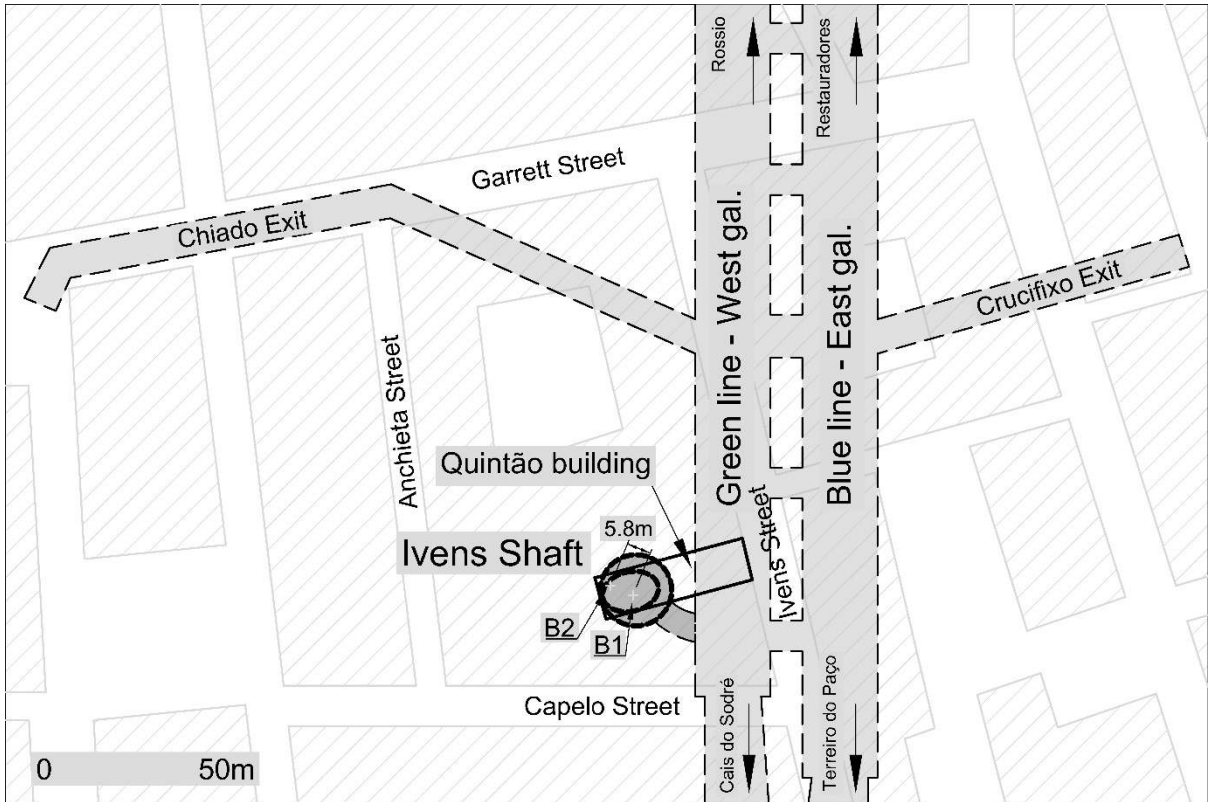 Rossio
Restauradores
Garrett Street
Chiado Exit
Green line - West gal.
Blue line - East gal.
Crucifixo Exit
Anchieta Street
Quintão building
5.8m
Ivens Shaft
Ivens Street
B2
B1
Capelo Street
Cais do Sodré
Terreiro do Paço
0 50m